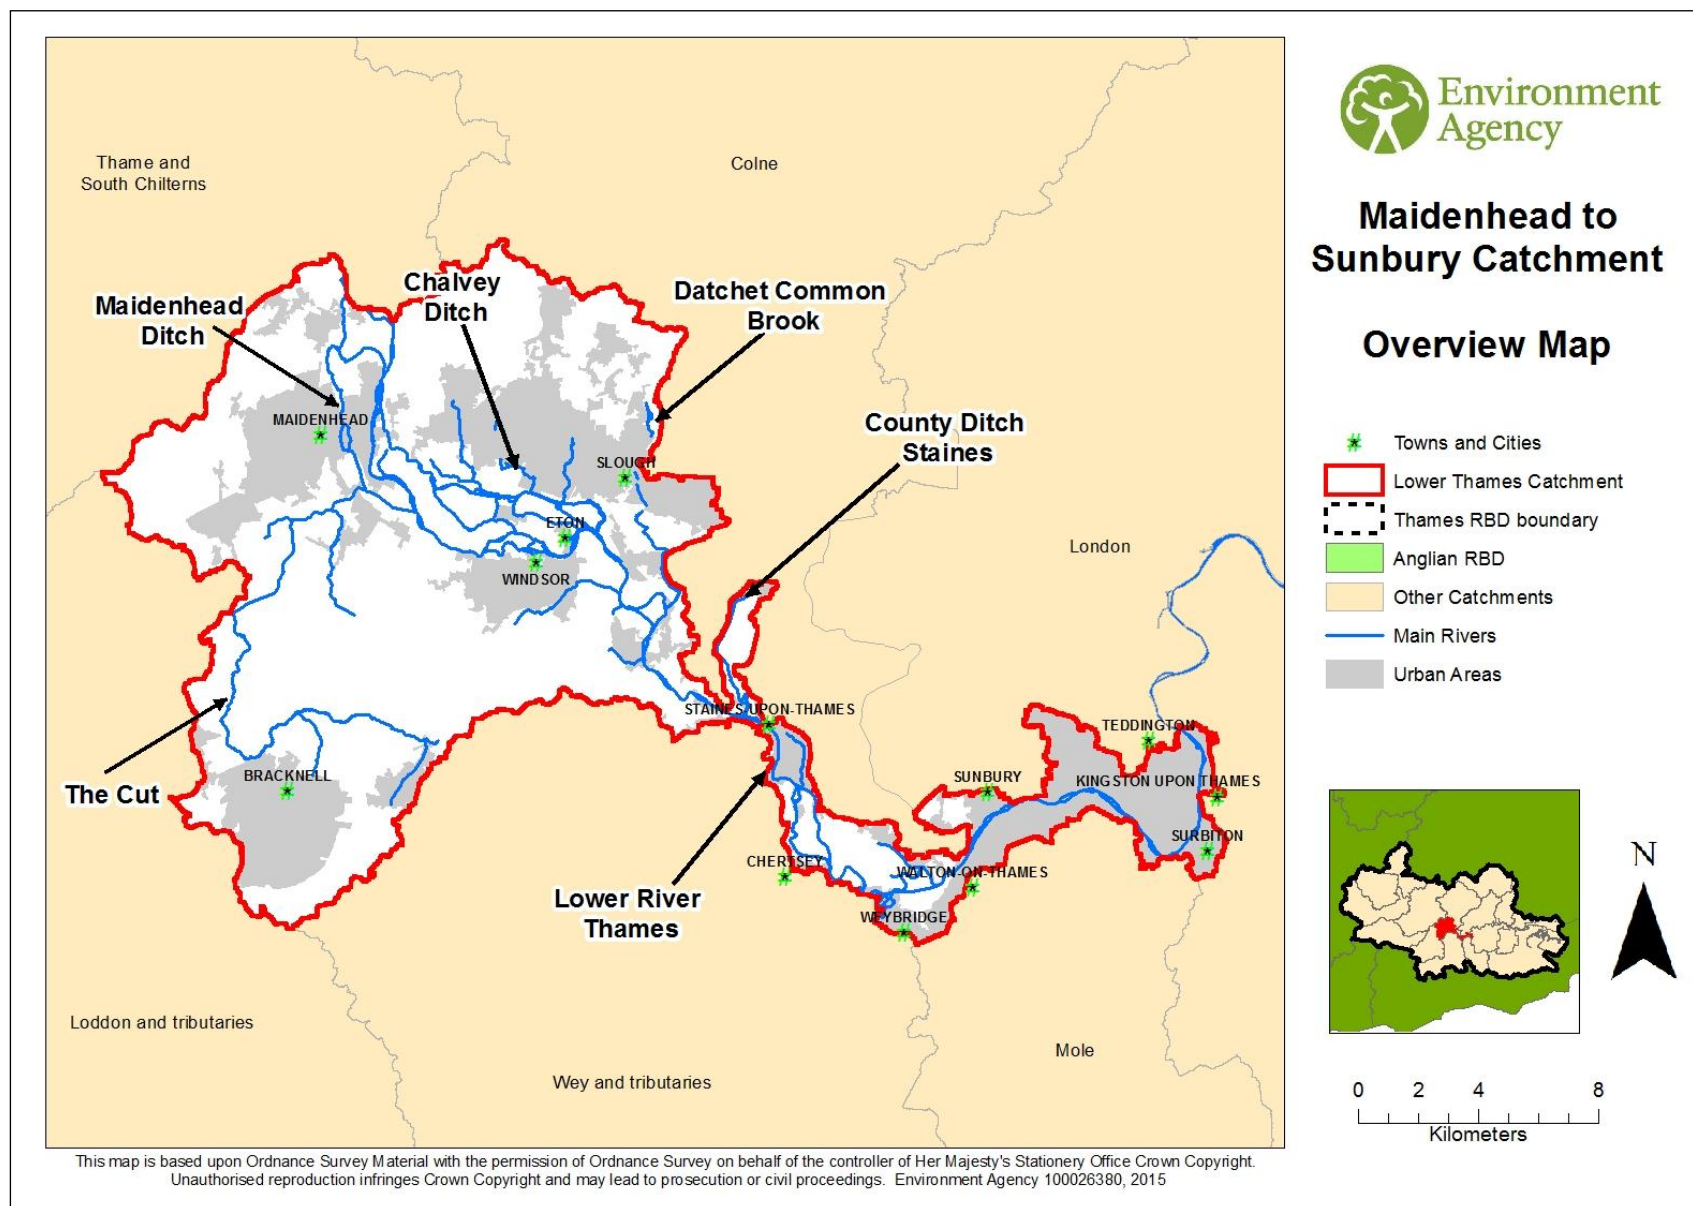 Environment
Agency
Maidenhead to
Sunbury Catchment
Overview Map
Thame and
South Chilterns
Colne
Maidenhead
Ditch
Chalvey
Ditch
Datchet Common
Brook
County Ditch
Staines
MAIDENHEAD
SLOUGH
ETON
WINDSOR
London
The Cut
BRACKNELL
STAINES-UPON-THAMES
TEDDINGTON
SUNBURY
KINGSTON UPON THAMES
SURBITON
CHERTSEY
WALTON-ON-THAMES
WEYBRIDGE
Lower River
Thames
Loddon and tributaries
Wey and tributaries
Mole
Towns and Cities
Lower Thames Catchment
Thames RBD boundary
Anglian RBD
Other Catchments
Main Rivers
Urban Areas
N
0 2 4 8
Kilometers
This map is based upon Ordnance Survey Material with the permission of Ordnance Survey on behalf of the controller of Her Majesty's Stationery Office Crown Copyright.
Unauthorised reproduction infringes Crown Copyright and may lead to prosecution or civil proceedings. Environment Agency 100026380, 2015